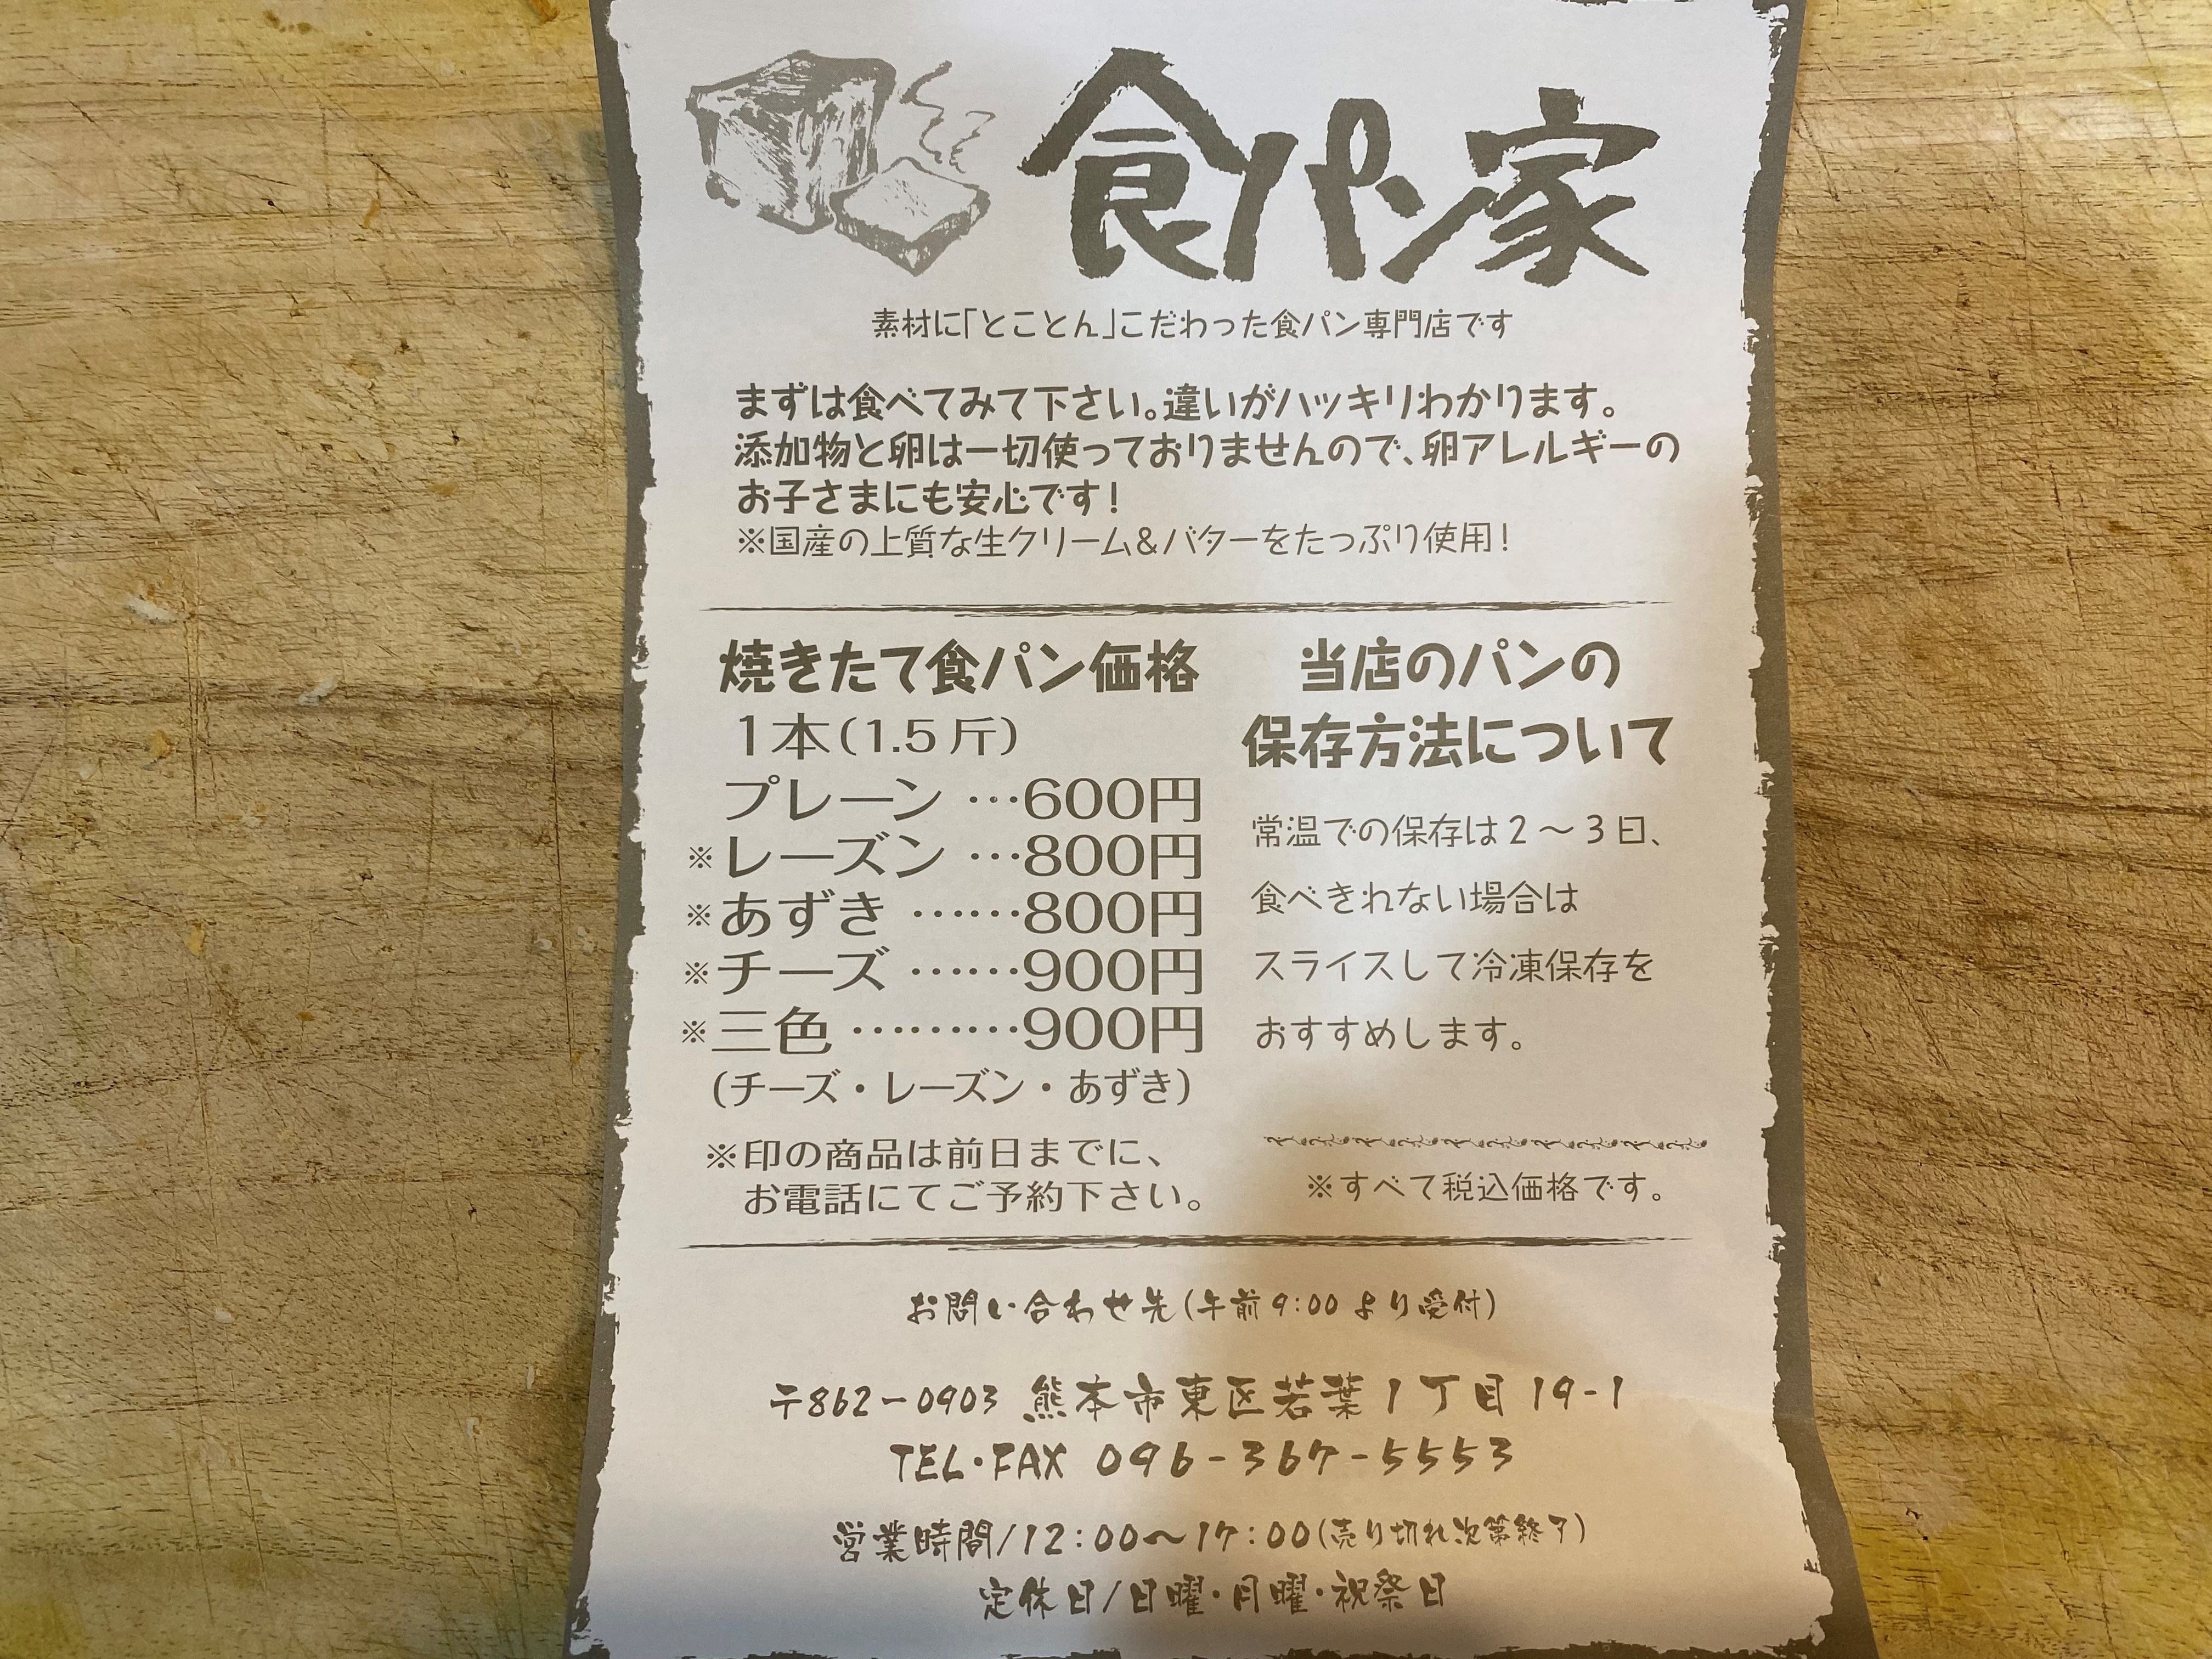 食パン家
素材に「とことん」こだわった食パン専門店です
まずは食べてみて下さい。違いがハッキリわかります。
添加物と卵は一切使っておりませんので、卵アレルギーの
お子さまにも安心です!
※国産の上質な生クリーム&バターをたっぷり使用!
焼きたて食パン価格
1本(1.5斤)
プレーン …600円
※レーズン …800円
※あずき ……800円
※チーズ ……900円
※三色 ………900円
(チーズ・レーズン・あずき)
※印の商品は前日までに、
お電話にてご予約下さい。
当店のパンの
保存方法について
常温での保存は2〜3日、
食べきれない場合は
スライスして冷凍保存を
おすすめします。
※すべて税込価格です。
お問い合わせ先(午前9:00より受付)
〒862-0903 熊本市東区若葉1丁目19-1
TEL・FAX 096-367-5553
営業時間/12:00〜17:00(売り切れ次第終了)
定休日/日曜・月曜・祝祭日